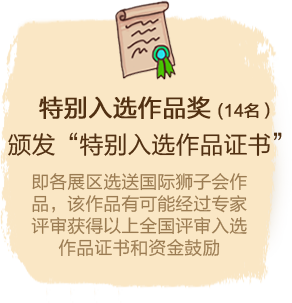 特别入选作品奖 (14名 )
颁发“特别入选作品证书”
即各展区选送国际狮子会作
品，该作品有可能经过专家
评审获得以上全国评审入选
作品证书和资金鼓励